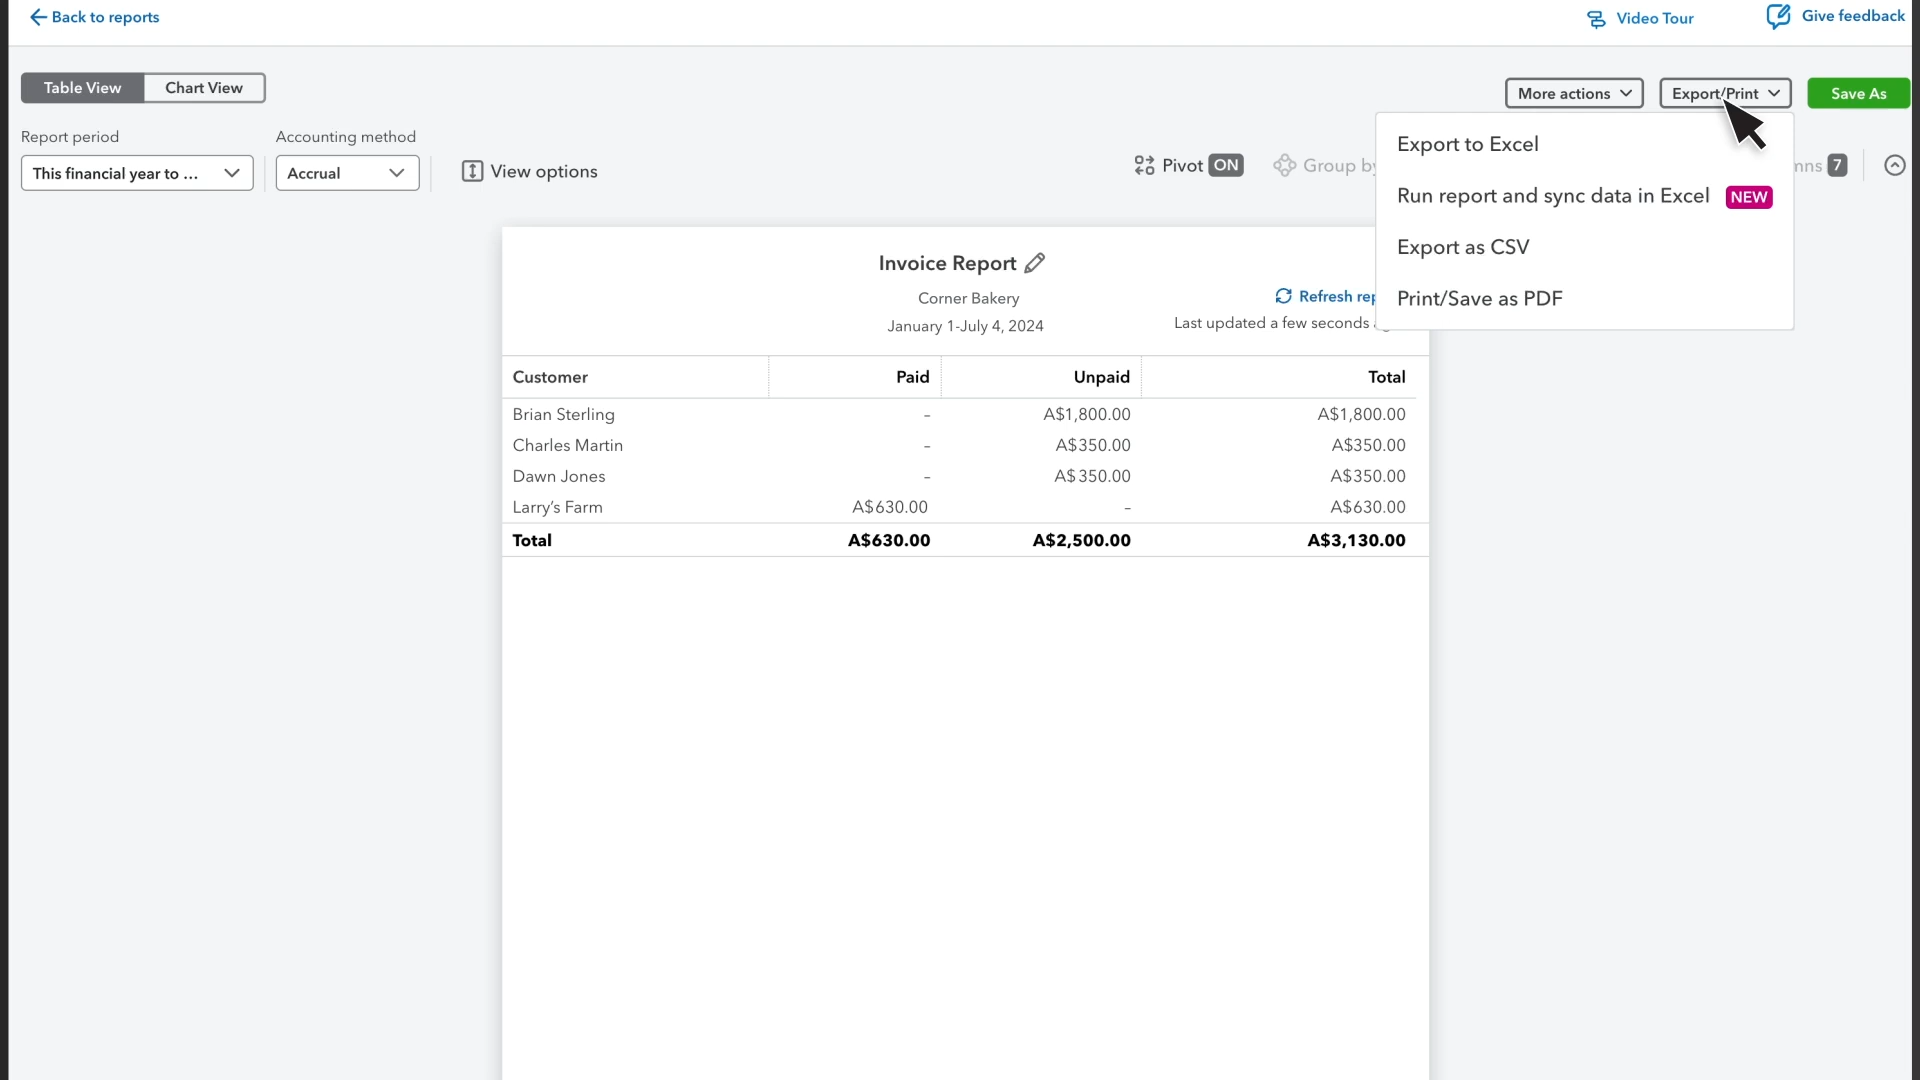 Back to reports
Video Tour
Give feedback
Table View
Chart View
More actions
Export/Print
Save As
Report period
Accounting method
This financial year to ...
Accrual
View options
Pivot ON
Group by
7
Export to Excel
Run report and sync data in Excel NEW
Export as CSV
Print/Save as PDF
Invoice Report
Corner Bakery
January 1-July 4, 2024
Refresh
Last updated a few seconds
Customer Paid Unpaid Total
Brian Sterling – A$1,800.00 A$1,800.00
Charles Martin – A$350.00 A$350.00
Dawn Jones – A$350.00 A$350.00
Larry's Farm A$630.00 – A$630.00
Total A$630.00 A$2,500.00 A$3,130.00